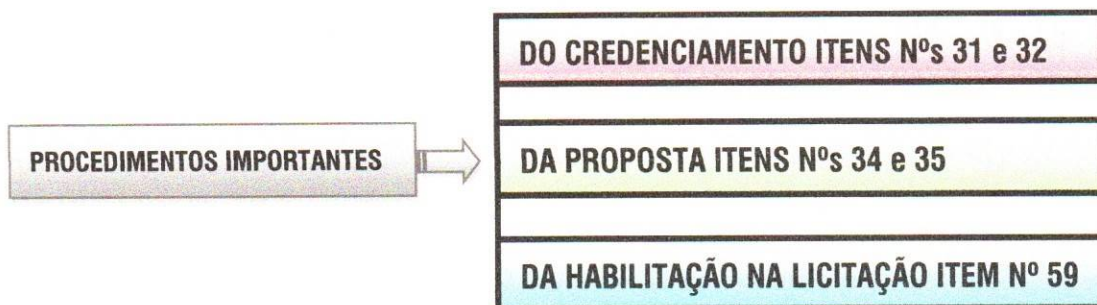 PROCEDIMENTOS IMPORTANTES
DO CREDENCIAMENTO ITENS Nºs 31 e 32
DA PROPOSTA ITENS Nºs 34 e 35
DA HABILITAÇÃO NA LICITAÇÃO ITEM Nº 59